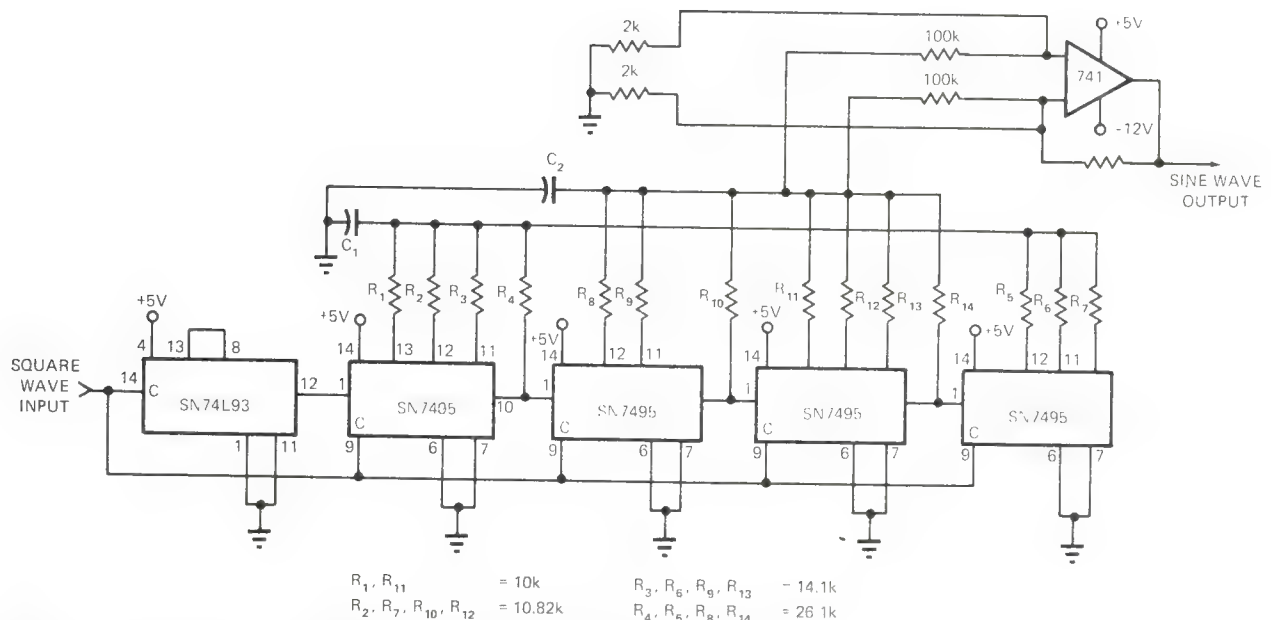 2k
+5V
100k
2k
741
100k
-12V
C2
SINE WAVE
OUTPUT
C1
R1 R2 R3 R4 R8 R9 R10 R11 R12 R13 R14 R5 R6 R7
+5V +5V +5V +5V +5V
4 13 8 14 13 12 11 14 12 11 14 14 12 11
SQUARE
WAVE
INPUT
14 C SN74L93 12 1 SN7495 10 1 SN7495 1 SN7495 1 SN7495
C
1 11 9 6 7 9 6 7 9 6 7 9 6 7
R1, R11 = 10k R3, R6, R9, R13 = 14.1k
R2, R7, R10, R12 = 10.82k R4, R5, R8, R14 = 26.1k